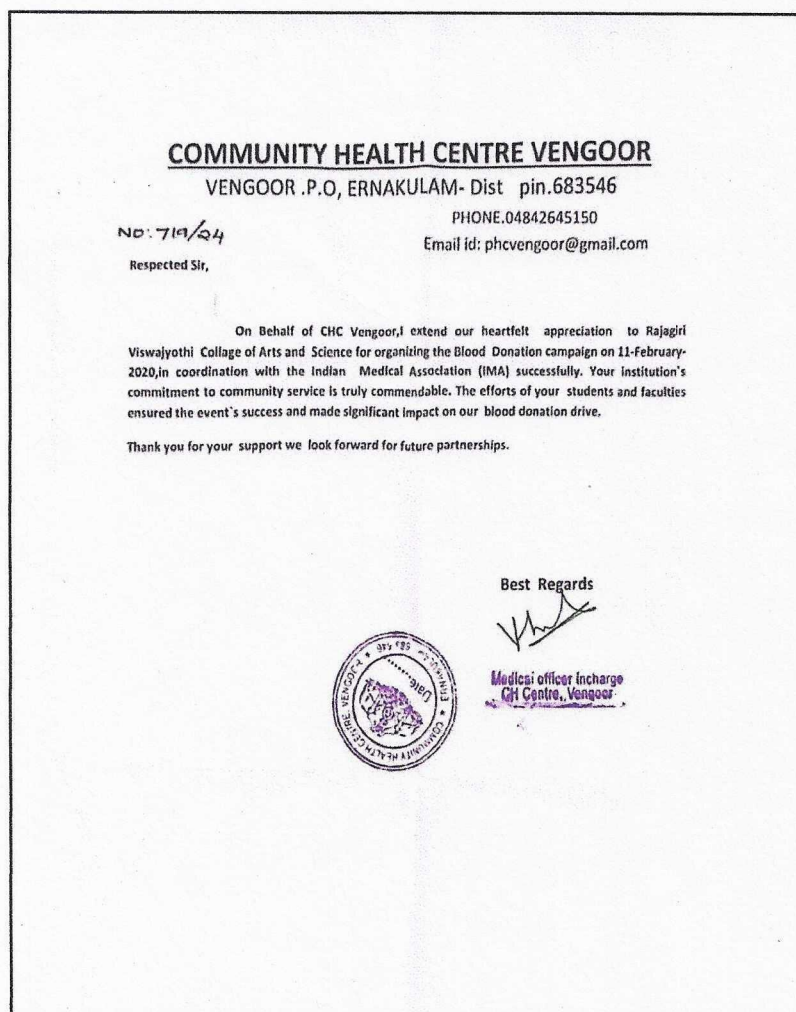 COMMUNITY HEALTH CENTRE VENGOOR
VENGOOR .P.O, ERNAKULAM- Dist pin.683546
PHONE.04842645150
NO: 719/24
Email id: phcvengoor@gmail.com
Respected Sir,
On Behalf of CHC Vengoor,I extend our heartfelt appreciation to Rajagiri
Viswajyothi Collage of Arts and Science for organizing the Blood Donation campaign on 11-February-
2020,in coordination with the Indian Medical Association (IMA) successfully. Your institution's
commitment to community service is truly commendable. The efforts of your students and faculties
ensured the event`s success and made significant impact on our blood donation drive.
Thank you for your support we look forward for future partnerships.
Best Regards
Medical officer Incharge
CH Centre, Vengoor
COMMUNITY HEALTH CENTRE, VENGOOR-P ★ ERNAKULAM - 683 546 ★
Date........